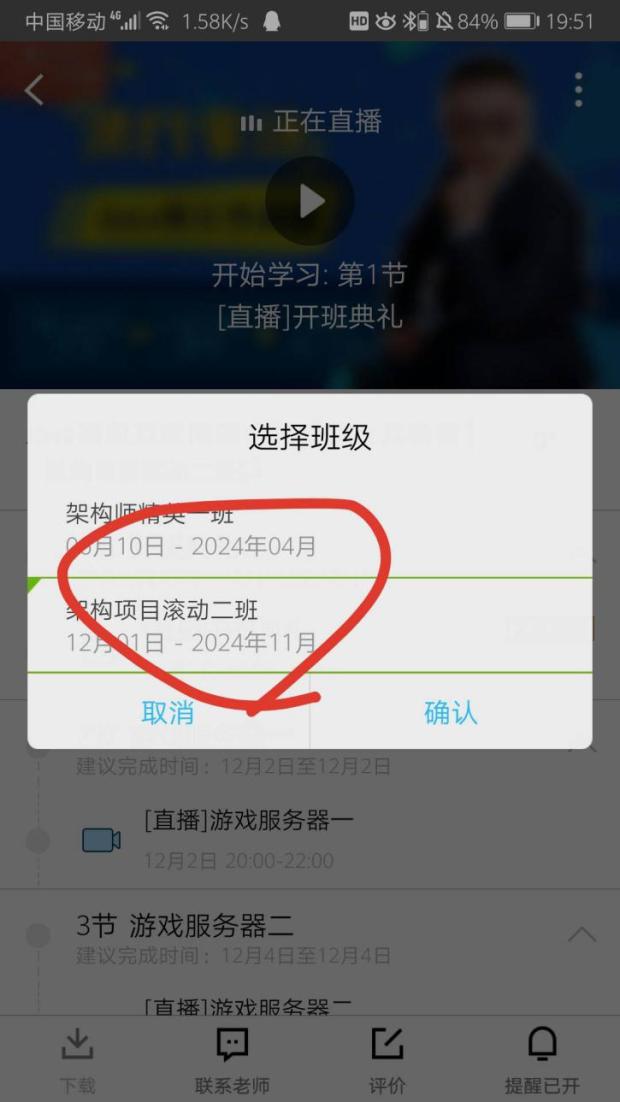 中国移动 4G 1.58K/s HD 84% 19:51
正在直播
开始学习: 第1节
[直播]开班典礼
选择班级
架构师精英一班
06月10日 - 2024年04月
架构项目滚动二班
12月01日 - 2024年11月
取消 确认
建议完成时间：12月2日至12月2日
[直播]游戏服务器一
12月2日 20:00-22:00
3节 游戏服务器二
建议完成时间：12月4日至12月4日
[直播]游戏服务器二
下载 联系老师 评价 提醒已开